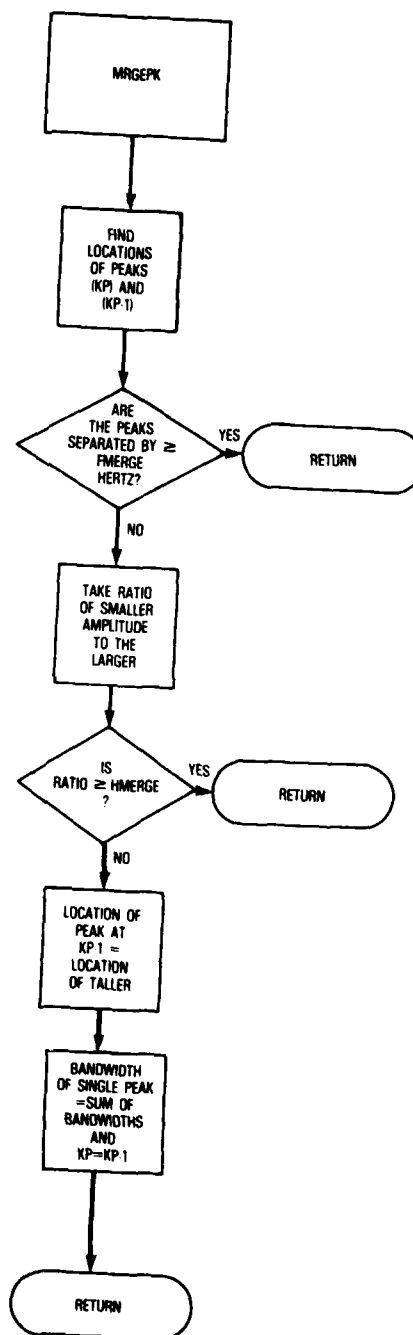 MRGEPK
FIND
LOCATIONS
OF PEAKS
(KP) AND
(KP-1)
ARE
THE PEAKS
SEPARATED BY ≥
FMERGE
HERTZ?
YES
RETURN
NO
TAKE RATIO
OF SMALLER
AMPLITUDE
TO THE
LARGER
IS
RATIO ≥ HMERGE
?
YES
RETURN
NO
LOCATION OF
PEAK AT
KP-1 =
LOCATION
OF TALLER
BANDWIDTH
OF SINGLE PEAK
=SUM OF
BANDWIDTHS
AND
KP=KP-1
RETURN